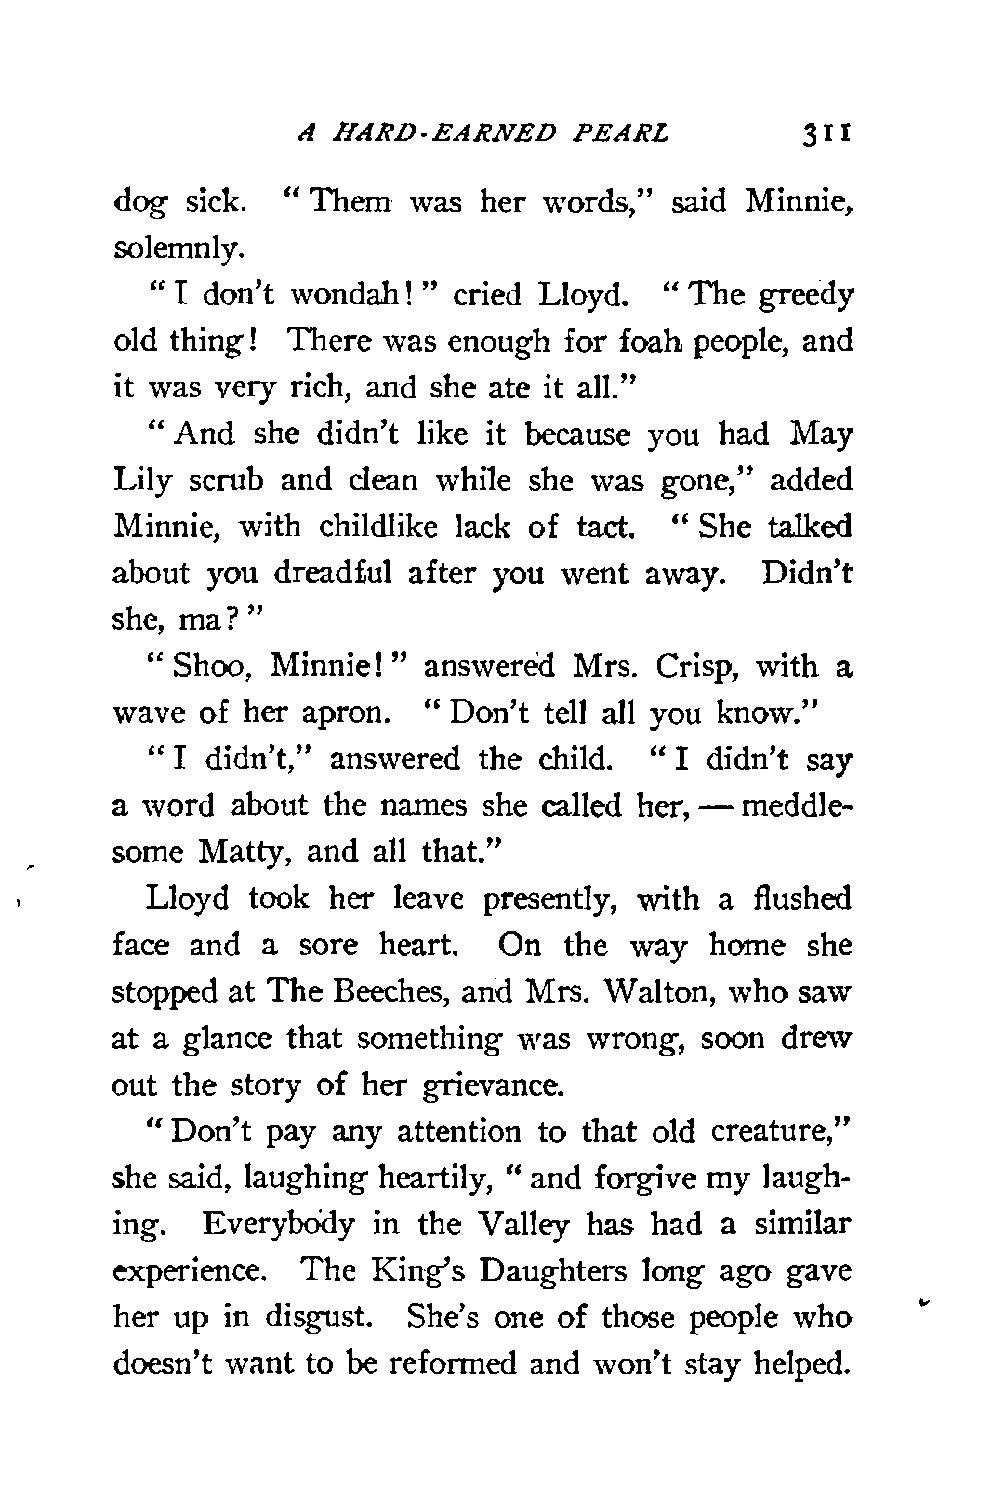 A HARD-EARNED PEARL 311
dog sick. "Them was her words," said Minnie,
solemnly.
"I don't wondah!" cried Lloyd. "The greedy
old thing! There was enough for foah people, and
it was very rich, and she ate it all."
"And she didn't like it because you had May
Lily scrub and clean while she was gone," added
Minnie, with childlike lack of tact. "She talked
about you dreadful after you went away. Didn't
she, ma?"
"Shoo, Minnie!" answered Mrs. Crisp, with a
wave of her apron. "Don't tell all you know."
"I didn't," answered the child. "I didn't say
a word about the names she called her, — meddle-
some Matty, and all that."
Lloyd took her leave presently, with a flushed
face and a sore heart. On the way home she
stopped at The Beeches, and Mrs. Walton, who saw
at a glance that something was wrong, soon drew
out the story of her grievance.
"Don't pay any attention to that old creature,"
she said, laughing heartily, "and forgive my laugh-
ing. Everybody in the Valley has had a similar
experience. The King's Daughters long ago gave
her up in disgust. She's one of those people who
doesn't want to be reformed and won't stay helped.